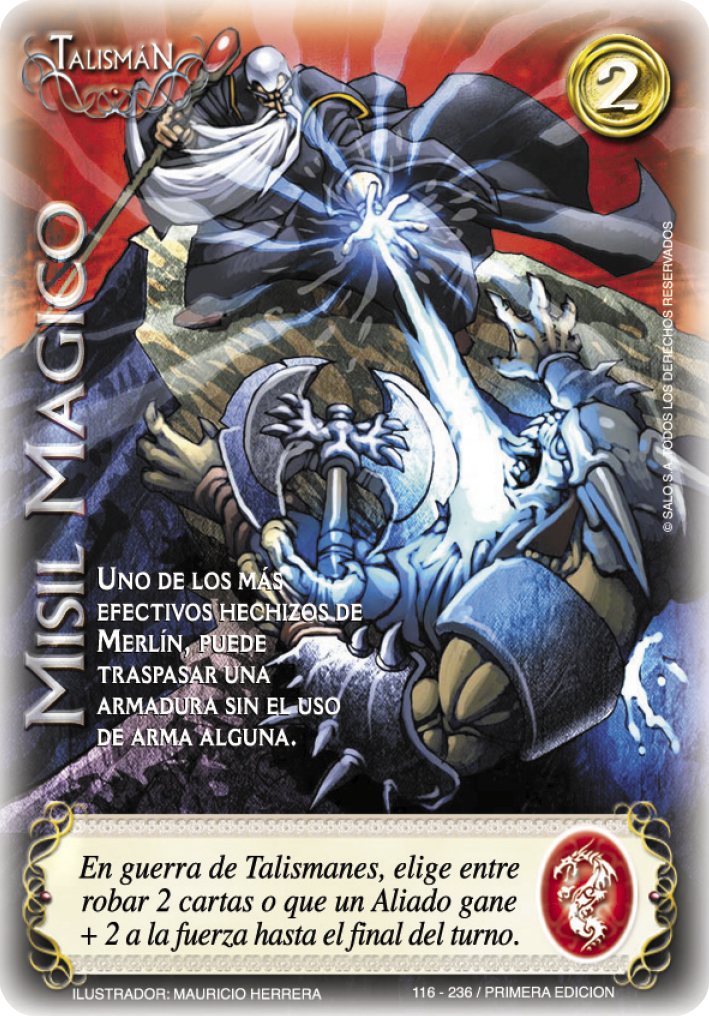 TALISMÁN
2
MISIL MAGICO
UNO DE LOS MÁS
EFECTIVOS HECHIZOS DE
MERLÍN, PUEDE
TRASPASAR UNA
ARMADURA SIN EL USO
DE ARMA ALGUNA.
© SALO S.A. TODOS LOS DERECHOS RESERVADOS
En guerra de Talismanes, elige entre
robar 2 cartas o que un Aliado gane
+ 2 a la fuerza hasta el final del turno.
ILUSTRADOR: MAURICIO HERRERA
116 - 236 / PRIMERA EDICION